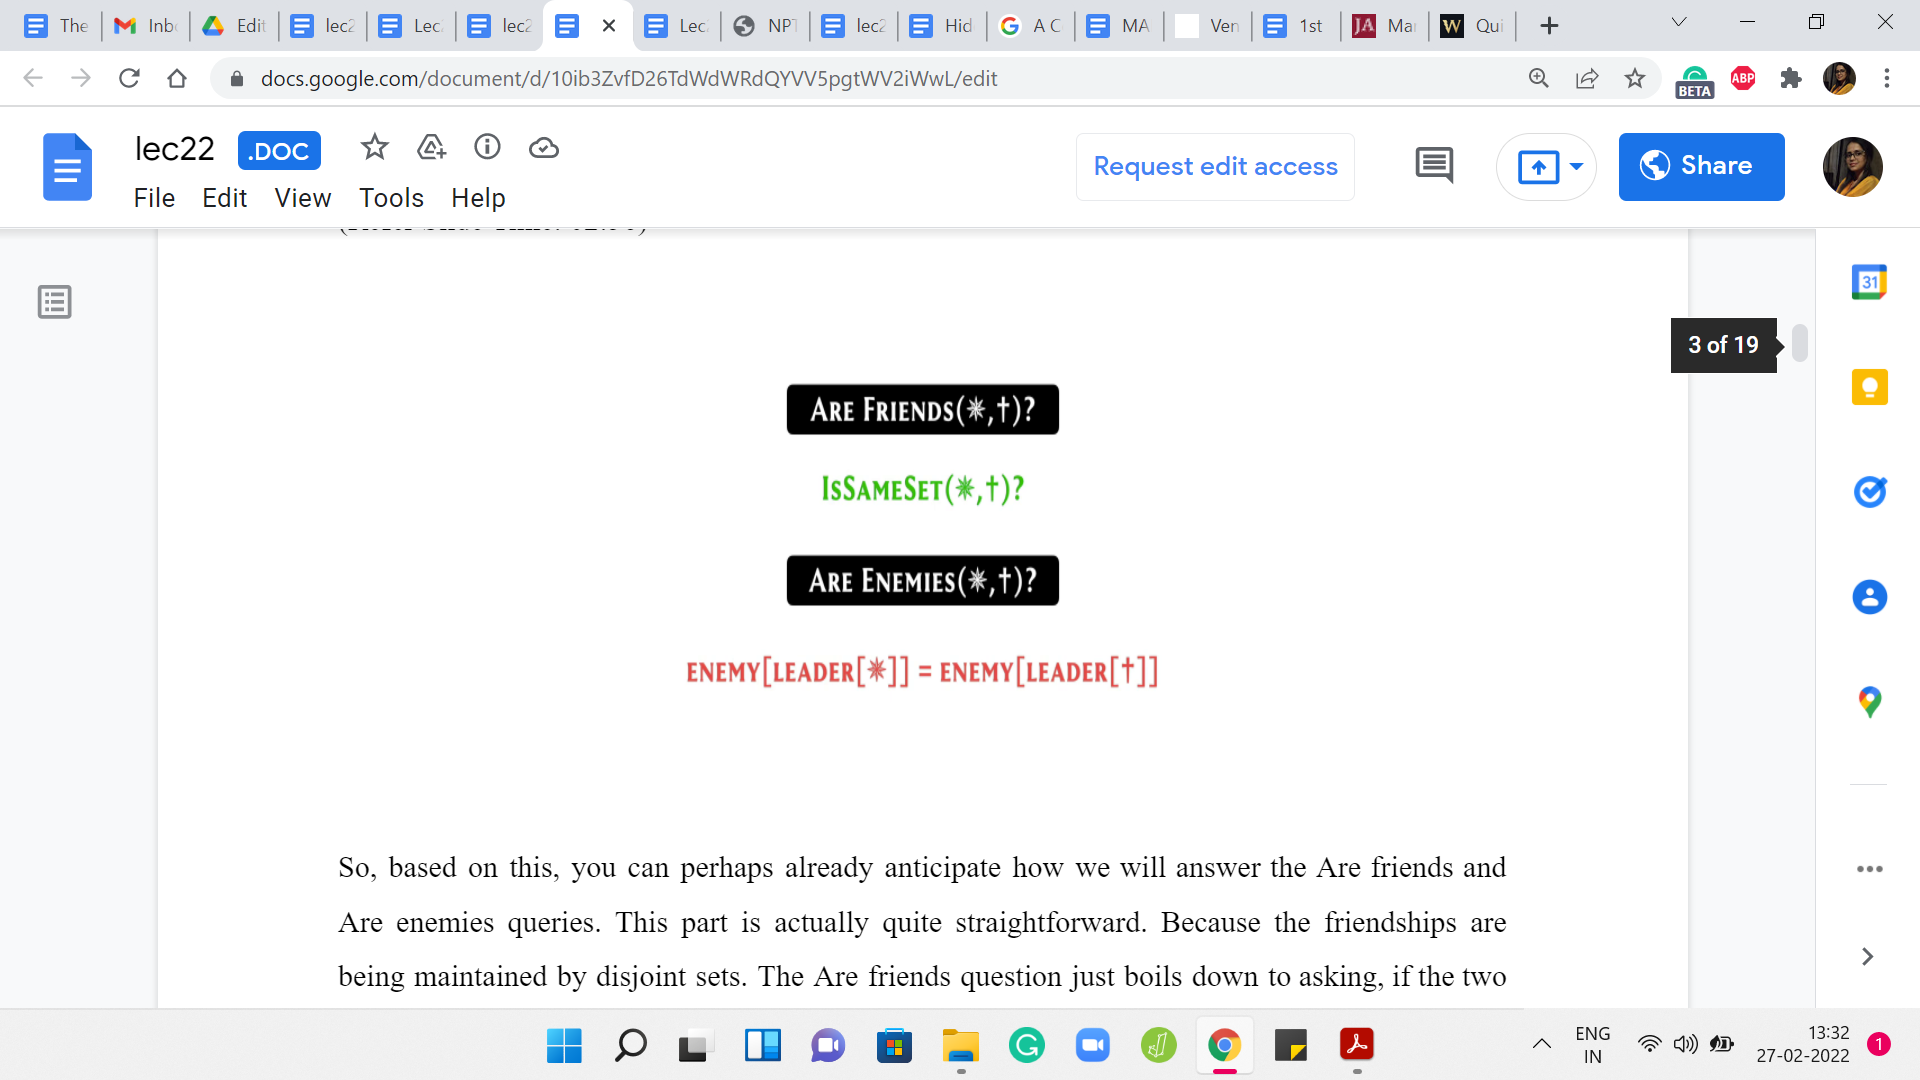 The
Inb
Edit
lec2
Lec
lec2
Lec
NPT
lec2
Hid
A C
MA
Ven
1st
JA
Mar
W
Qui
docs.google.com/document/d/10ib3ZvfD26TdWdWRdQYVV5pgtWV2iWwL/edit
BETA
ABP
lec22
.DOC
File Edit View Tools Help
Request edit access
Share
31
3 of 19
ARE FRIENDS(✴,†)?
ISSAMESET(✴,†)?
ARE ENEMIES(✴,†)?
ENEMY[LEADER[✴]] = ENEMY[LEADER[†]]
So, based on this, you can perhaps already anticipate how we will answer the Are friends and
Are enemies queries. This part is actually quite straightforward. Because the friendships are
being maintained by disjoint sets. The Are friends question just boils down to asking, if the two
ENG
IN
13:32
27-02-2022
1